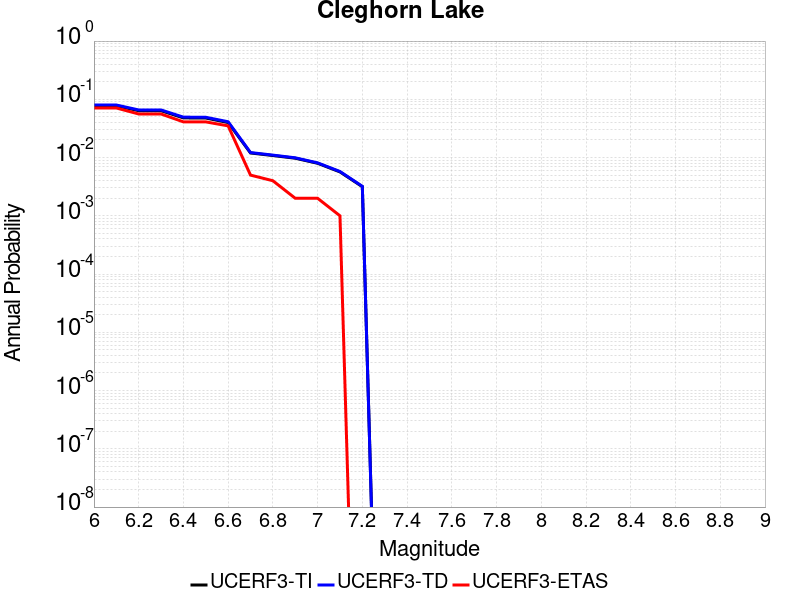 Cleghorn Lake
10^0
10^-1
10^-2
10^-3
10^-4
10^-5
10^-6
10^-7
10^-8
Annual Probability
6 6.2 6.4 6.6 6.8 7 7.2 7.4 7.6 7.8 8 8.2 8.4 8.6 8.8 9
Magnitude
UCERF3-TI UCERF3-TD UCERF3-ETAS